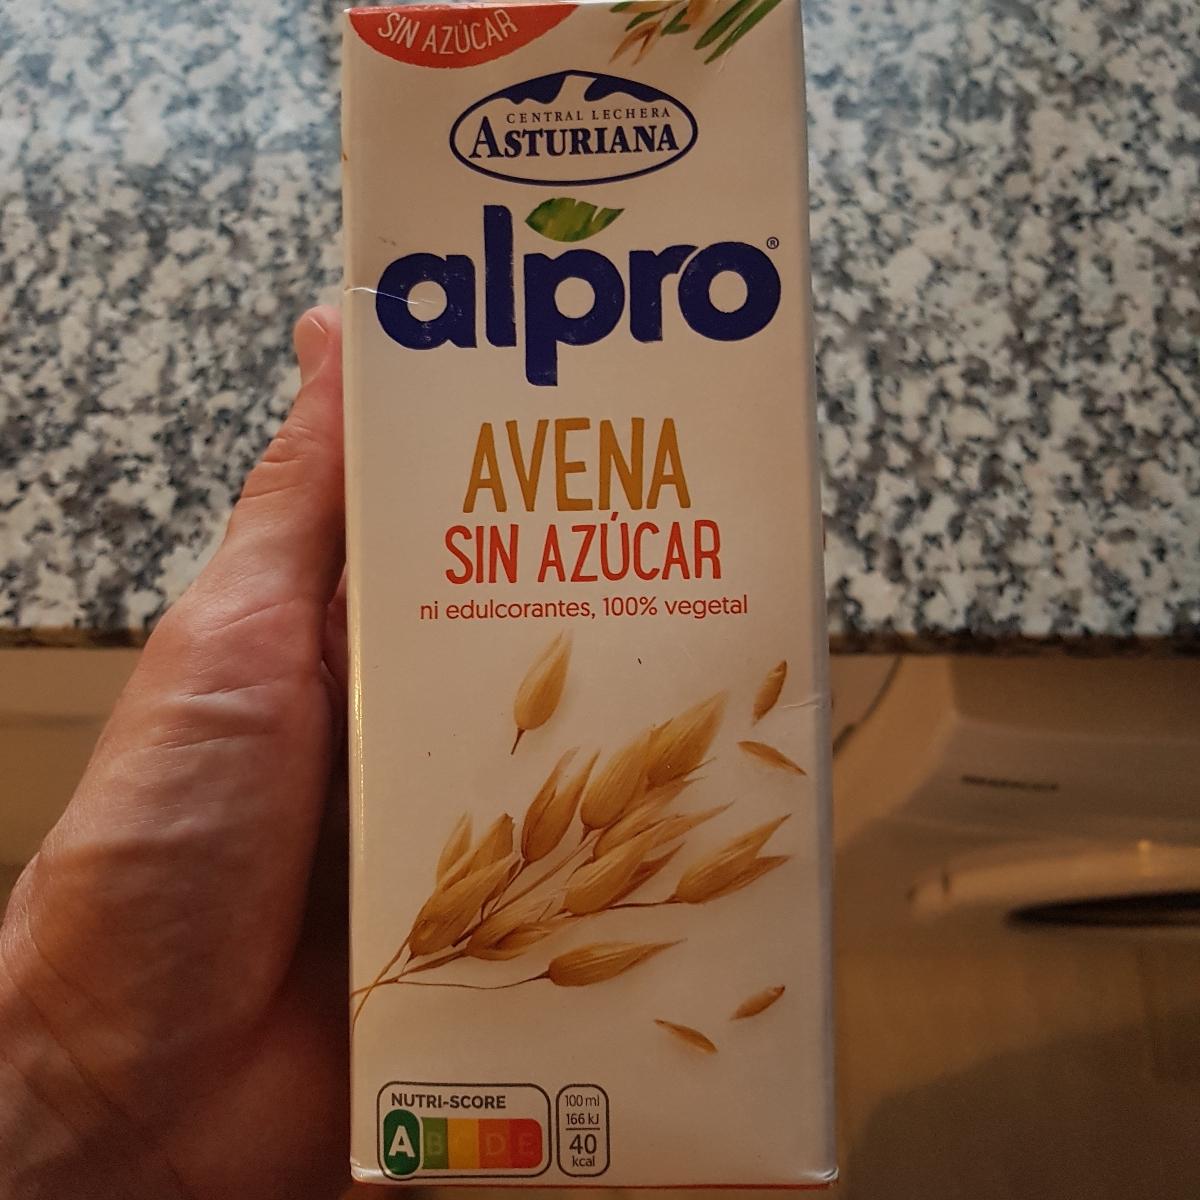 SIN AZÚCAR
CENTRAL LECHERA
ASTURIANA
alpro®
AVENA
SIN AZÚCAR
ni edulcorantes, 100% vegetal
NUTRI-SCORE
A B C D E
100 ml
166 kJ
40
kcal